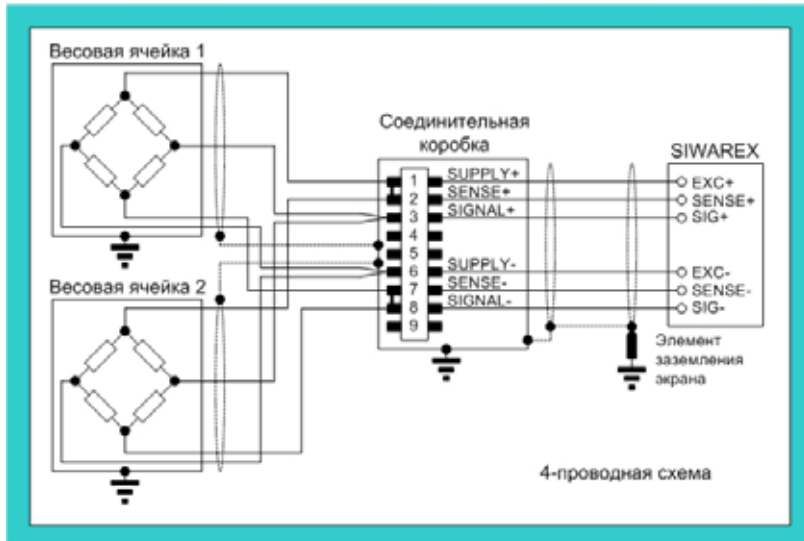 Весовая ячейка 1
Соединительная
коробка
SIWAREX
1 SUPPLY+ EXC+
2 SENSE+ SENSE+
3 SIGNAL+ SIG+
4
5
6 SUPPLY- EXC-
7 SENSE- SENSE-
8 SIGNAL- SIG-
9
Весовая ячейка 2
Элемент
заземления
экрана
4-проводная схема